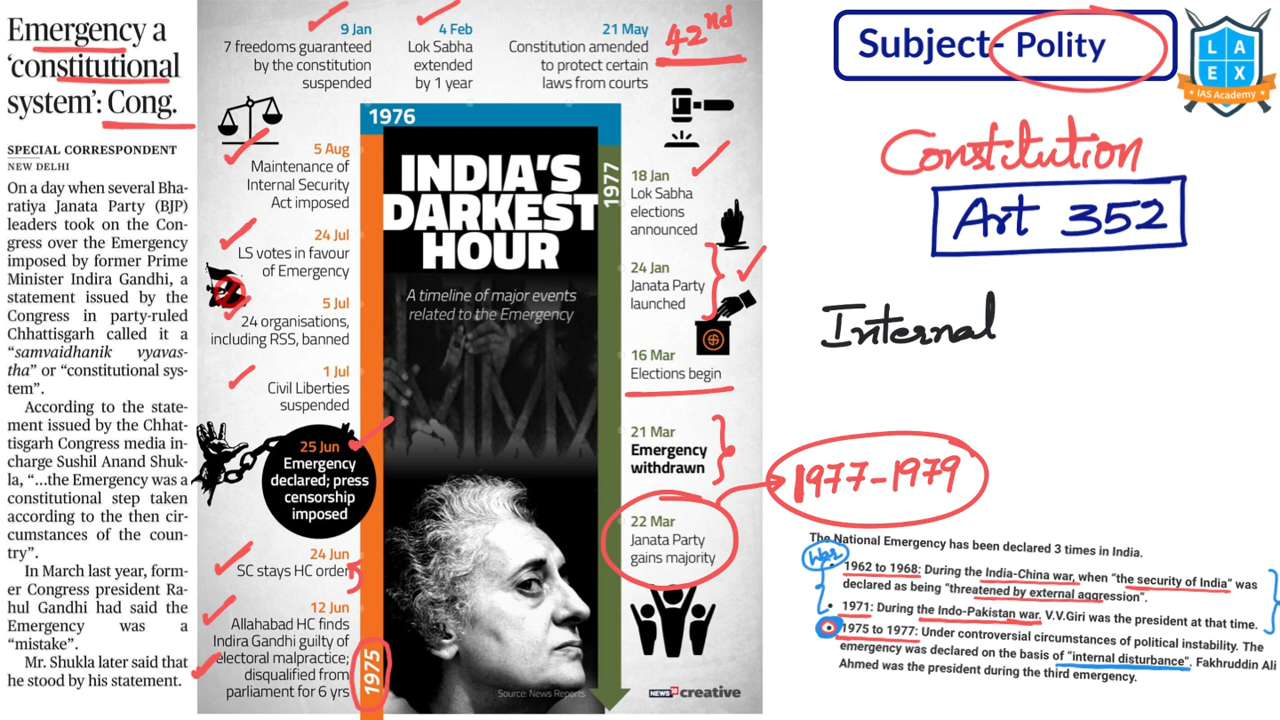 Emergency a
‘constitutional
system’: Cong.
SPECIAL CORRESPONDENT
NEW DELHI
On a day when several Bha-
ratiya Janata Party (BJP)
leaders took on the Con-
gress over the Emergency
imposed by former Prime
Minister Indira Gandhi, a
statement issued by the
Congress in party-ruled
Chhattisgarh called it a
“samvaidhanik vyavas-
tha” or “constitutional sys-
tem”.
According to the state-
ment issued by the Chhat-
tisgarh Congress media in-
charge Sushil Anand Shuk-
la, “...the Emergency was a
constitutional step taken
according to the then cir-
cumstances of the coun-
try”.
In March last year, form-
er Congress president Ra-
hul Gandhi had said the
Emergency was a
“mistake”.
Mr. Shukla later said that
he stood by his statement.
9 Jan
7 freedoms guaranteed
by the constitution
suspended
4 Feb
Lok Sabha
extended
by 1 year
21 May
Constitution amended
to protect certain
laws from courts
42nd
1976
5 Aug
Maintenance of
Internal Security
Act imposed
24 Jul
LS votes in favour
of Emergency
5 Jul
24 organisations,
including RSS, banned
1 Jul
Civil Liberties
suspended
25 Jun
Emergency
declared; press
censorship
imposed
24 Jun
SC stays HC order
12 Jun
Allahabad HC finds
Indira Gandhi guilty of
electoral malpractice;
disqualified from
parliament for 6 yrs
1975
INDIA'S
DARKEST
HOUR
A timeline of major events
related to the Emergency
1977
18 Jan
Lok Sabha
elections
announced
24 Jan
Janata Party
launched
16 Mar
Elections begin
21 Mar
Emergency
withdrawn
22 Mar
Janata Party
gains majority
Source: News Reports
NEWS18 creative
Subject- Polity
LAEX
IAS Academy
Constitution
Art 352
Internal
1977-1979
The National Emergency has been declared 3 times in India.
War
• 1962 to 1968: During the India-China war, when “the security of India” was
declared as being “threatened by external aggression”.
• 1971: During the Indo-Pakistan war. V.V.Giri was the president at that time.
• 1975 to 1977: Under controversial circumstances of political instability. The
emergency was declared on the basis of “internal disturbance”. Fakhruddin Ali
Ahmed was the president during the third emergency.